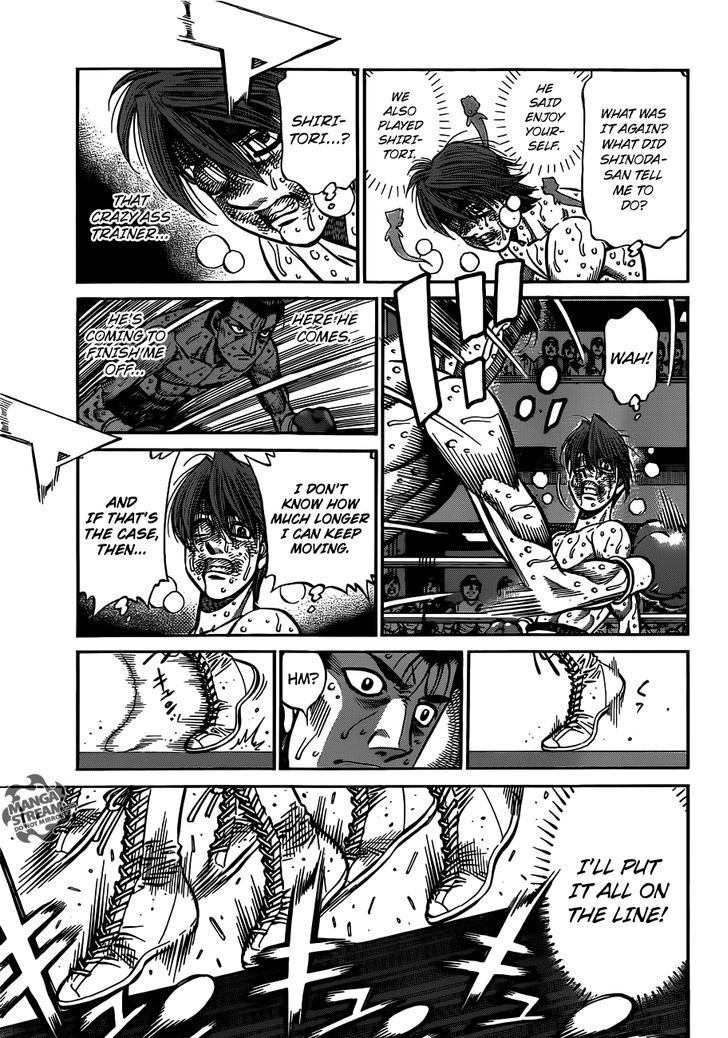 WHAT WAS
IT AGAIN?
WHAT DID
SHINODA-
SAN TELL
ME TO
DO?
HE
SAID
ENJOY
YOUR-
SELF.
WE
ALSO
PLAYED
SHIRI-
TORI.
SHIRI-
TORI...?
THAT
CRAZY ASS
TRAINER...
WAH!
HERE HE
COMES.
HE'S
COMING TO
FINISH ME
OFF...
I DON'T
KNOW HOW
MUCH LONGER
I CAN KEEP
MOVING.
AND
IF THAT'S
THE CASE,
THEN...
HM?
I'LL PUT
IT ALL ON
THE LINE!
MANGA
STREAM
DO NOT MIRROR